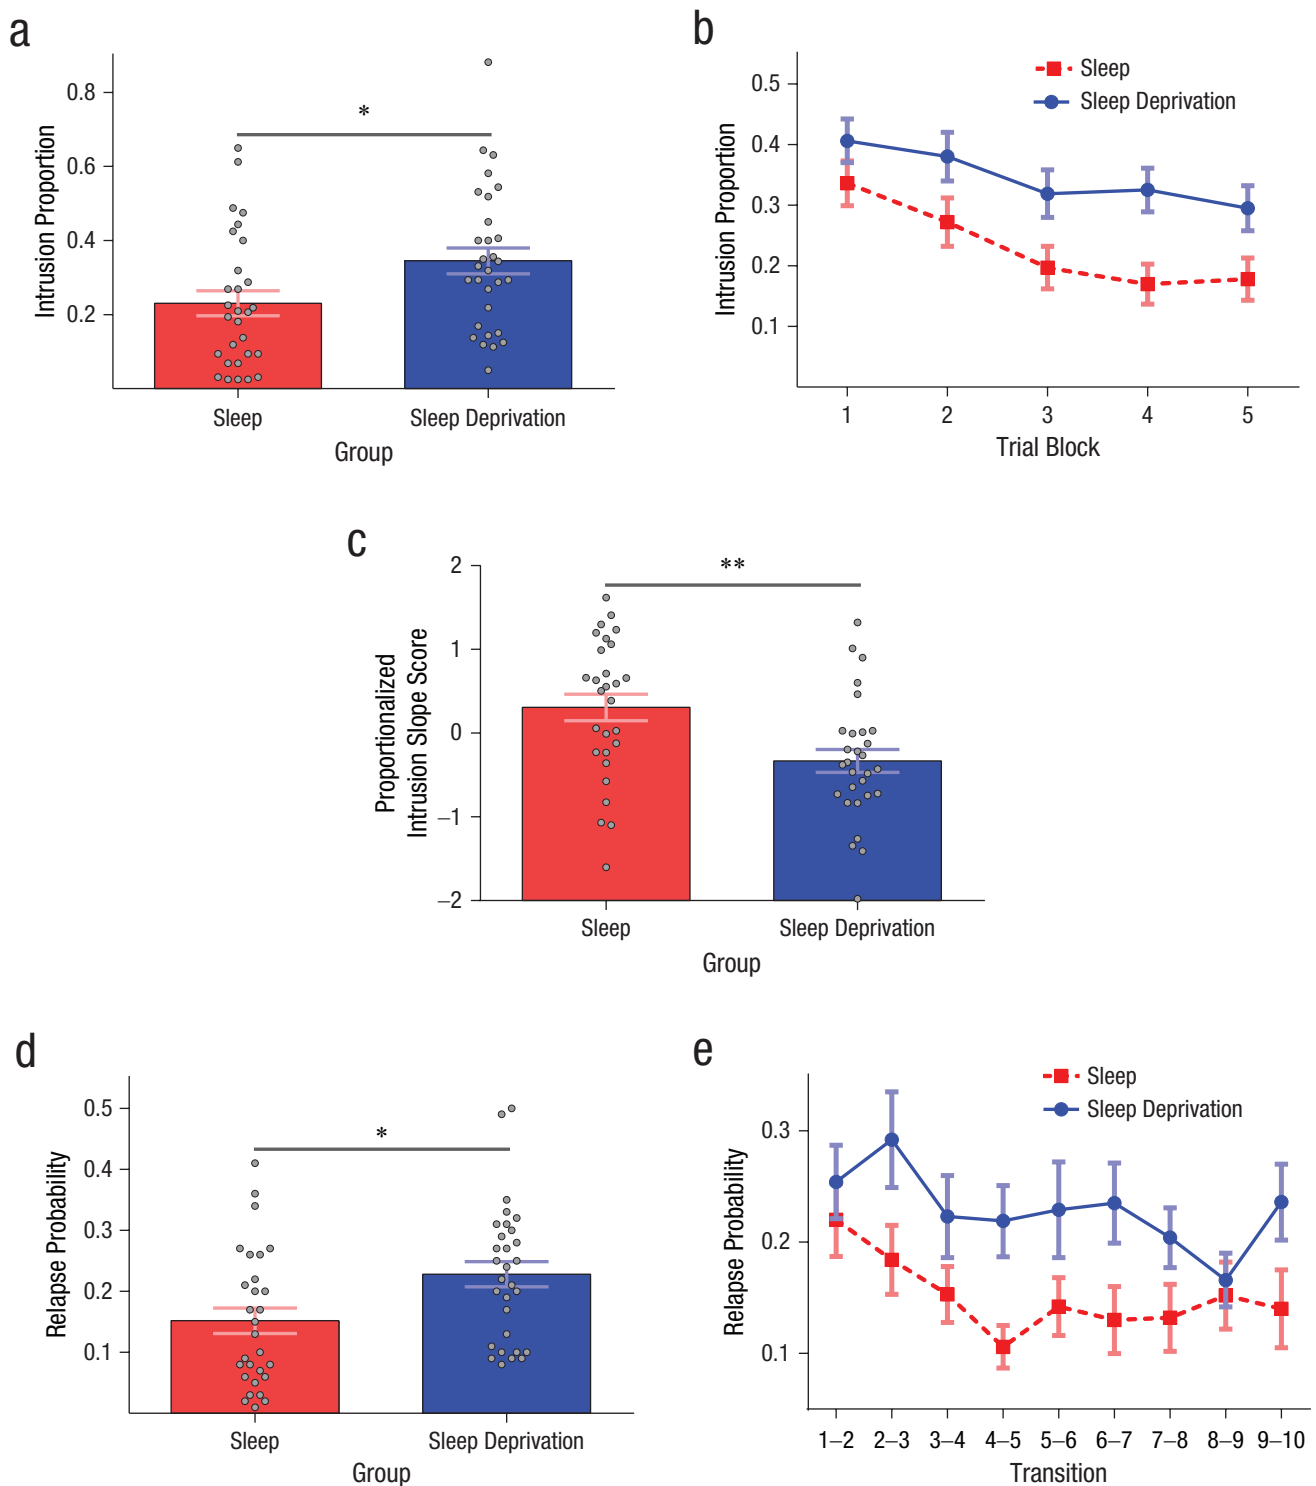 a
Intrusion Proportion
0.8
0.6
0.4
0.2
*
Sleep
Sleep Deprivation
Group
b
Intrusion Proportion
0.5
0.4
0.3
0.2
0.1
Sleep
Sleep Deprivation
1 2 3 4 5
Trial Block
c
Proportionalized
Intrusion Slope Score
2
1
0
–1
–2
**
Sleep
Sleep Deprivation
Group
d
Relapse Probability
0.5
0.4
0.3
0.2
0.1
*
Sleep
Sleep Deprivation
Group
e
Relapse Probability
0.3
0.2
0.1
Sleep
Sleep Deprivation
1–2 2–3 3–4 4–5 5–6 6–7 7–8 8–9 9–10
Transition